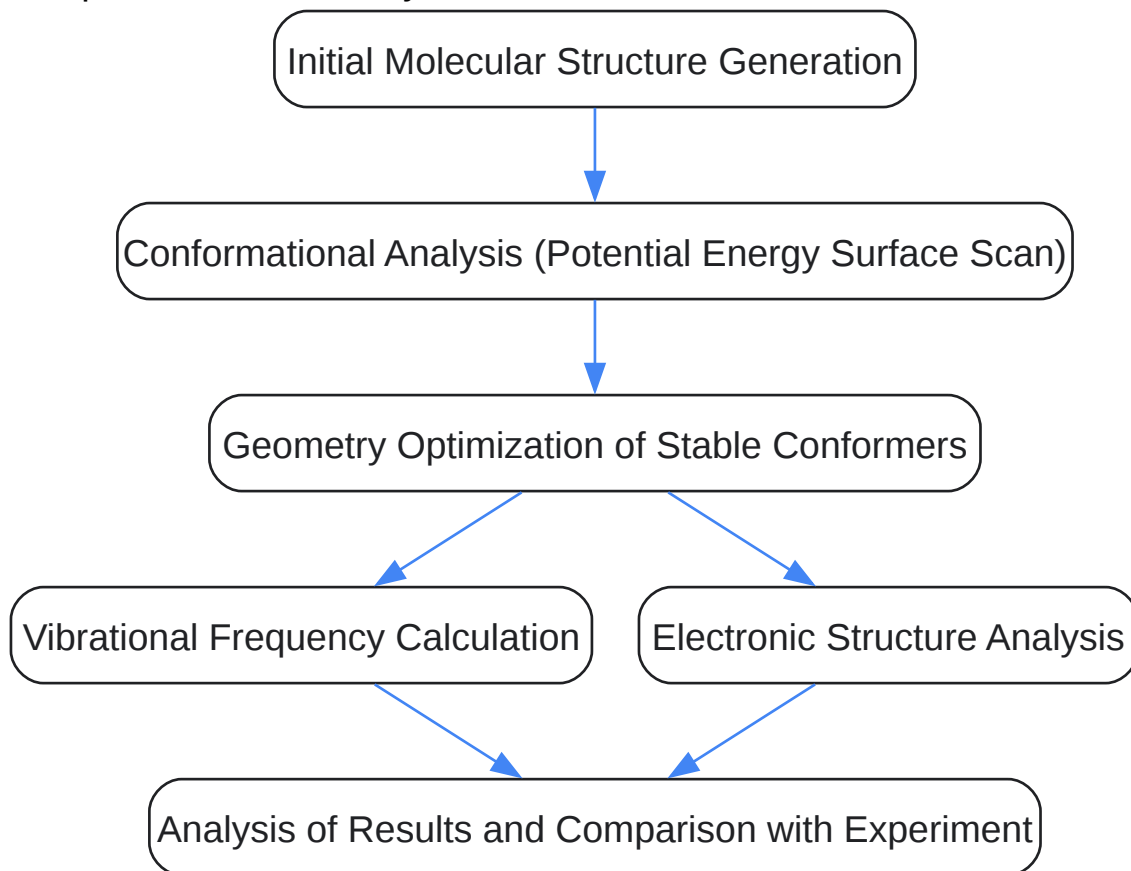 Initial Molecular Structure Generation
Conformational Analysis (Potential Energy Surface Scan)
Geometry Optimization of Stable Conformers
Vibrational Frequency Calculation
Electronic Structure Analysis
Analysis of Results and Comparison with Experiment